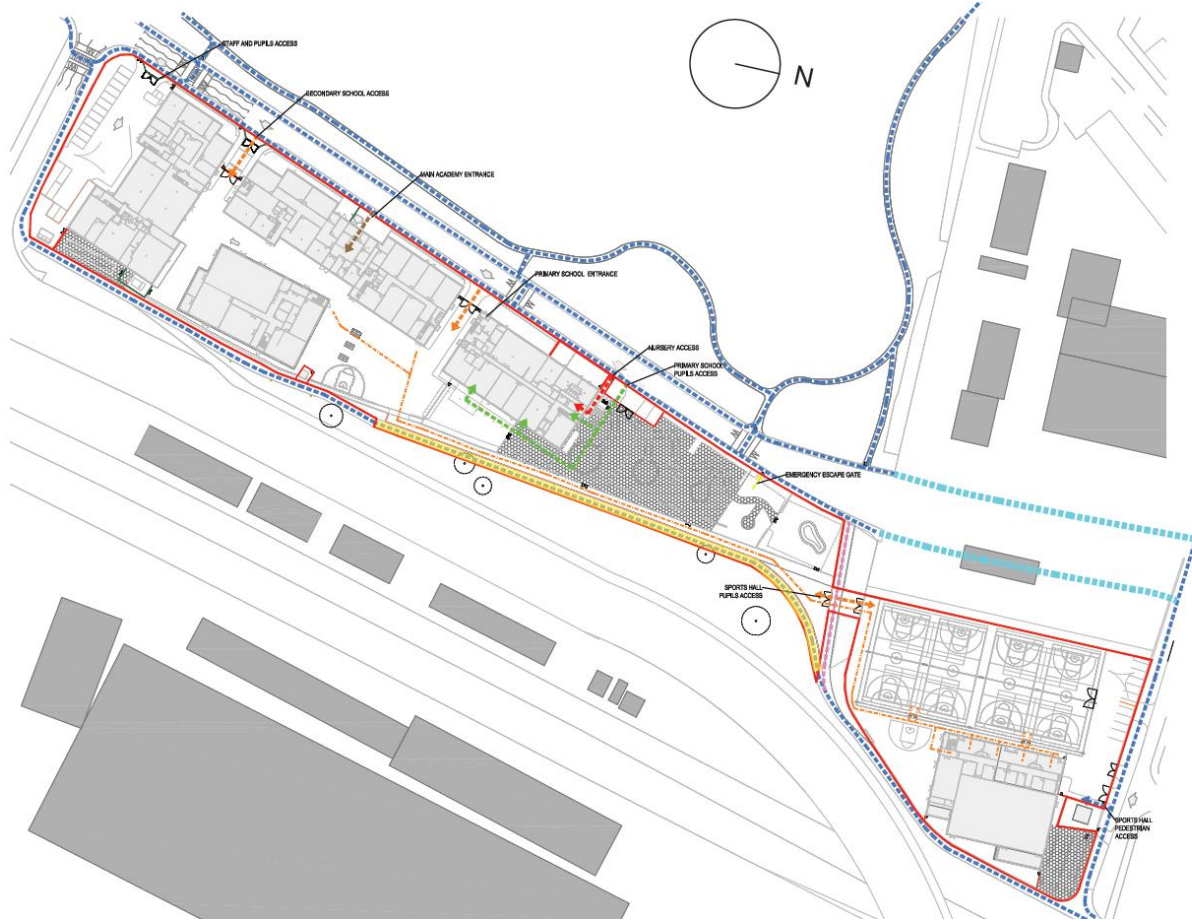 STAFF AND PUPILS ACCESS
SECONDARY SCHOOL ACCESS
N
MAIN ACADEMY ENTRANCE
PRIMARY SCHOOL ENTRANCE
NURSERY ACCESS
PRIMARY SCHOOL
PUPILS ACCESS
EMERGENCY ESCAPE GATE
SPORTS HALL
PUPILS ACCESS
SPORTS HALL
PEDESTRIAN
ACCESS